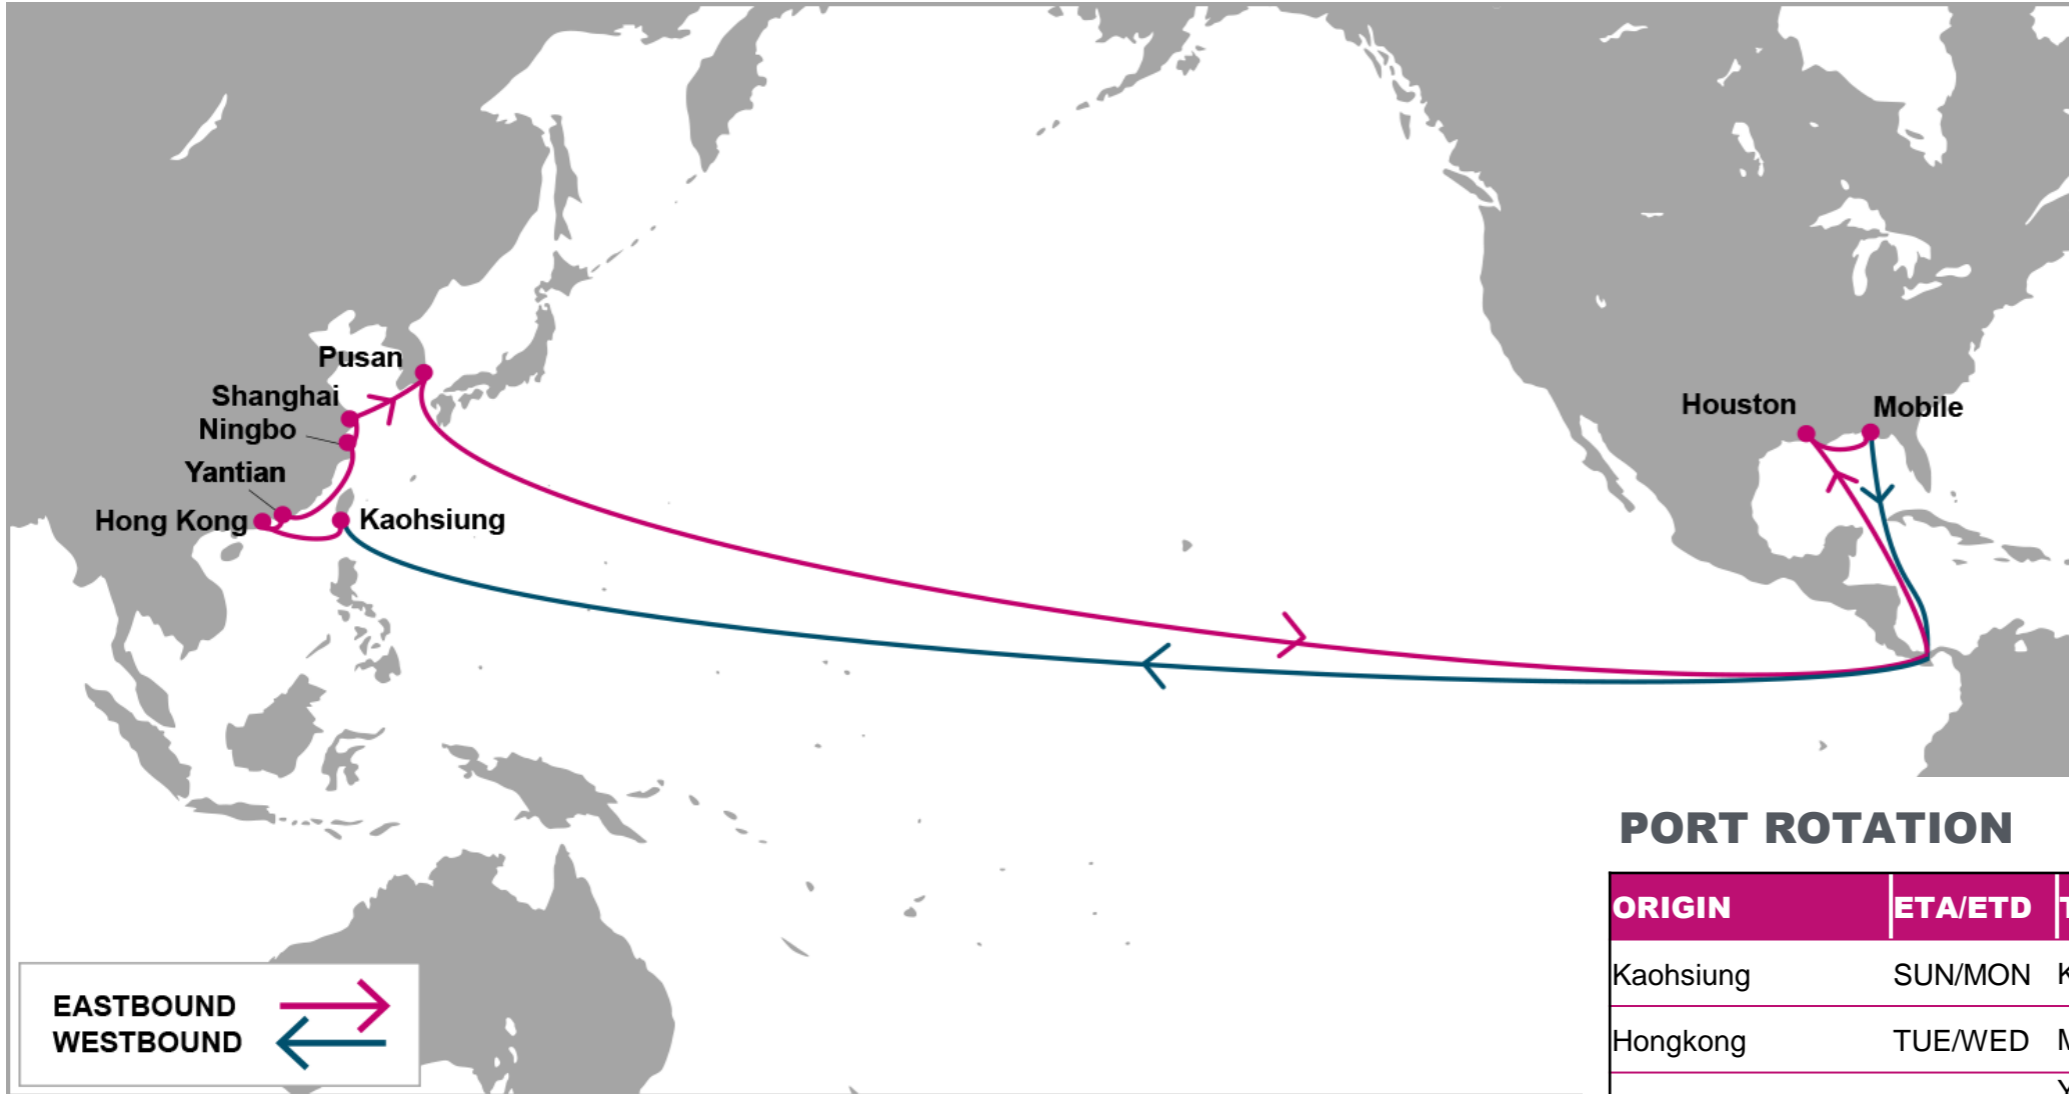 Pusan
Shanghai
Ningbo
Yantian
Hong Kong
Kaohsiung
Houston
Mobile
EASTBOUND
WESTBOUND
PORT ROTATION
ORIGIN ETA/ETD
Kaohsiung SUN/MON
Hongkong TUE/WED